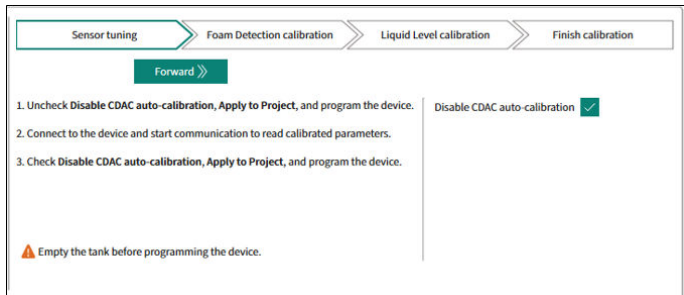 Sensor tuning
Foam Detection calibration
Liquid Level calibration
Finish calibration
Forward
1. Uncheck Disable CDAC auto-calibration, Apply to Project, and program the device.
2. Connect to the device and start communication to read calibrated parameters.
3. Check Disable CDAC auto-calibration, Apply to Project, and program the device.
Empty the tank before programming the device.
Disable CDAC auto-calibration